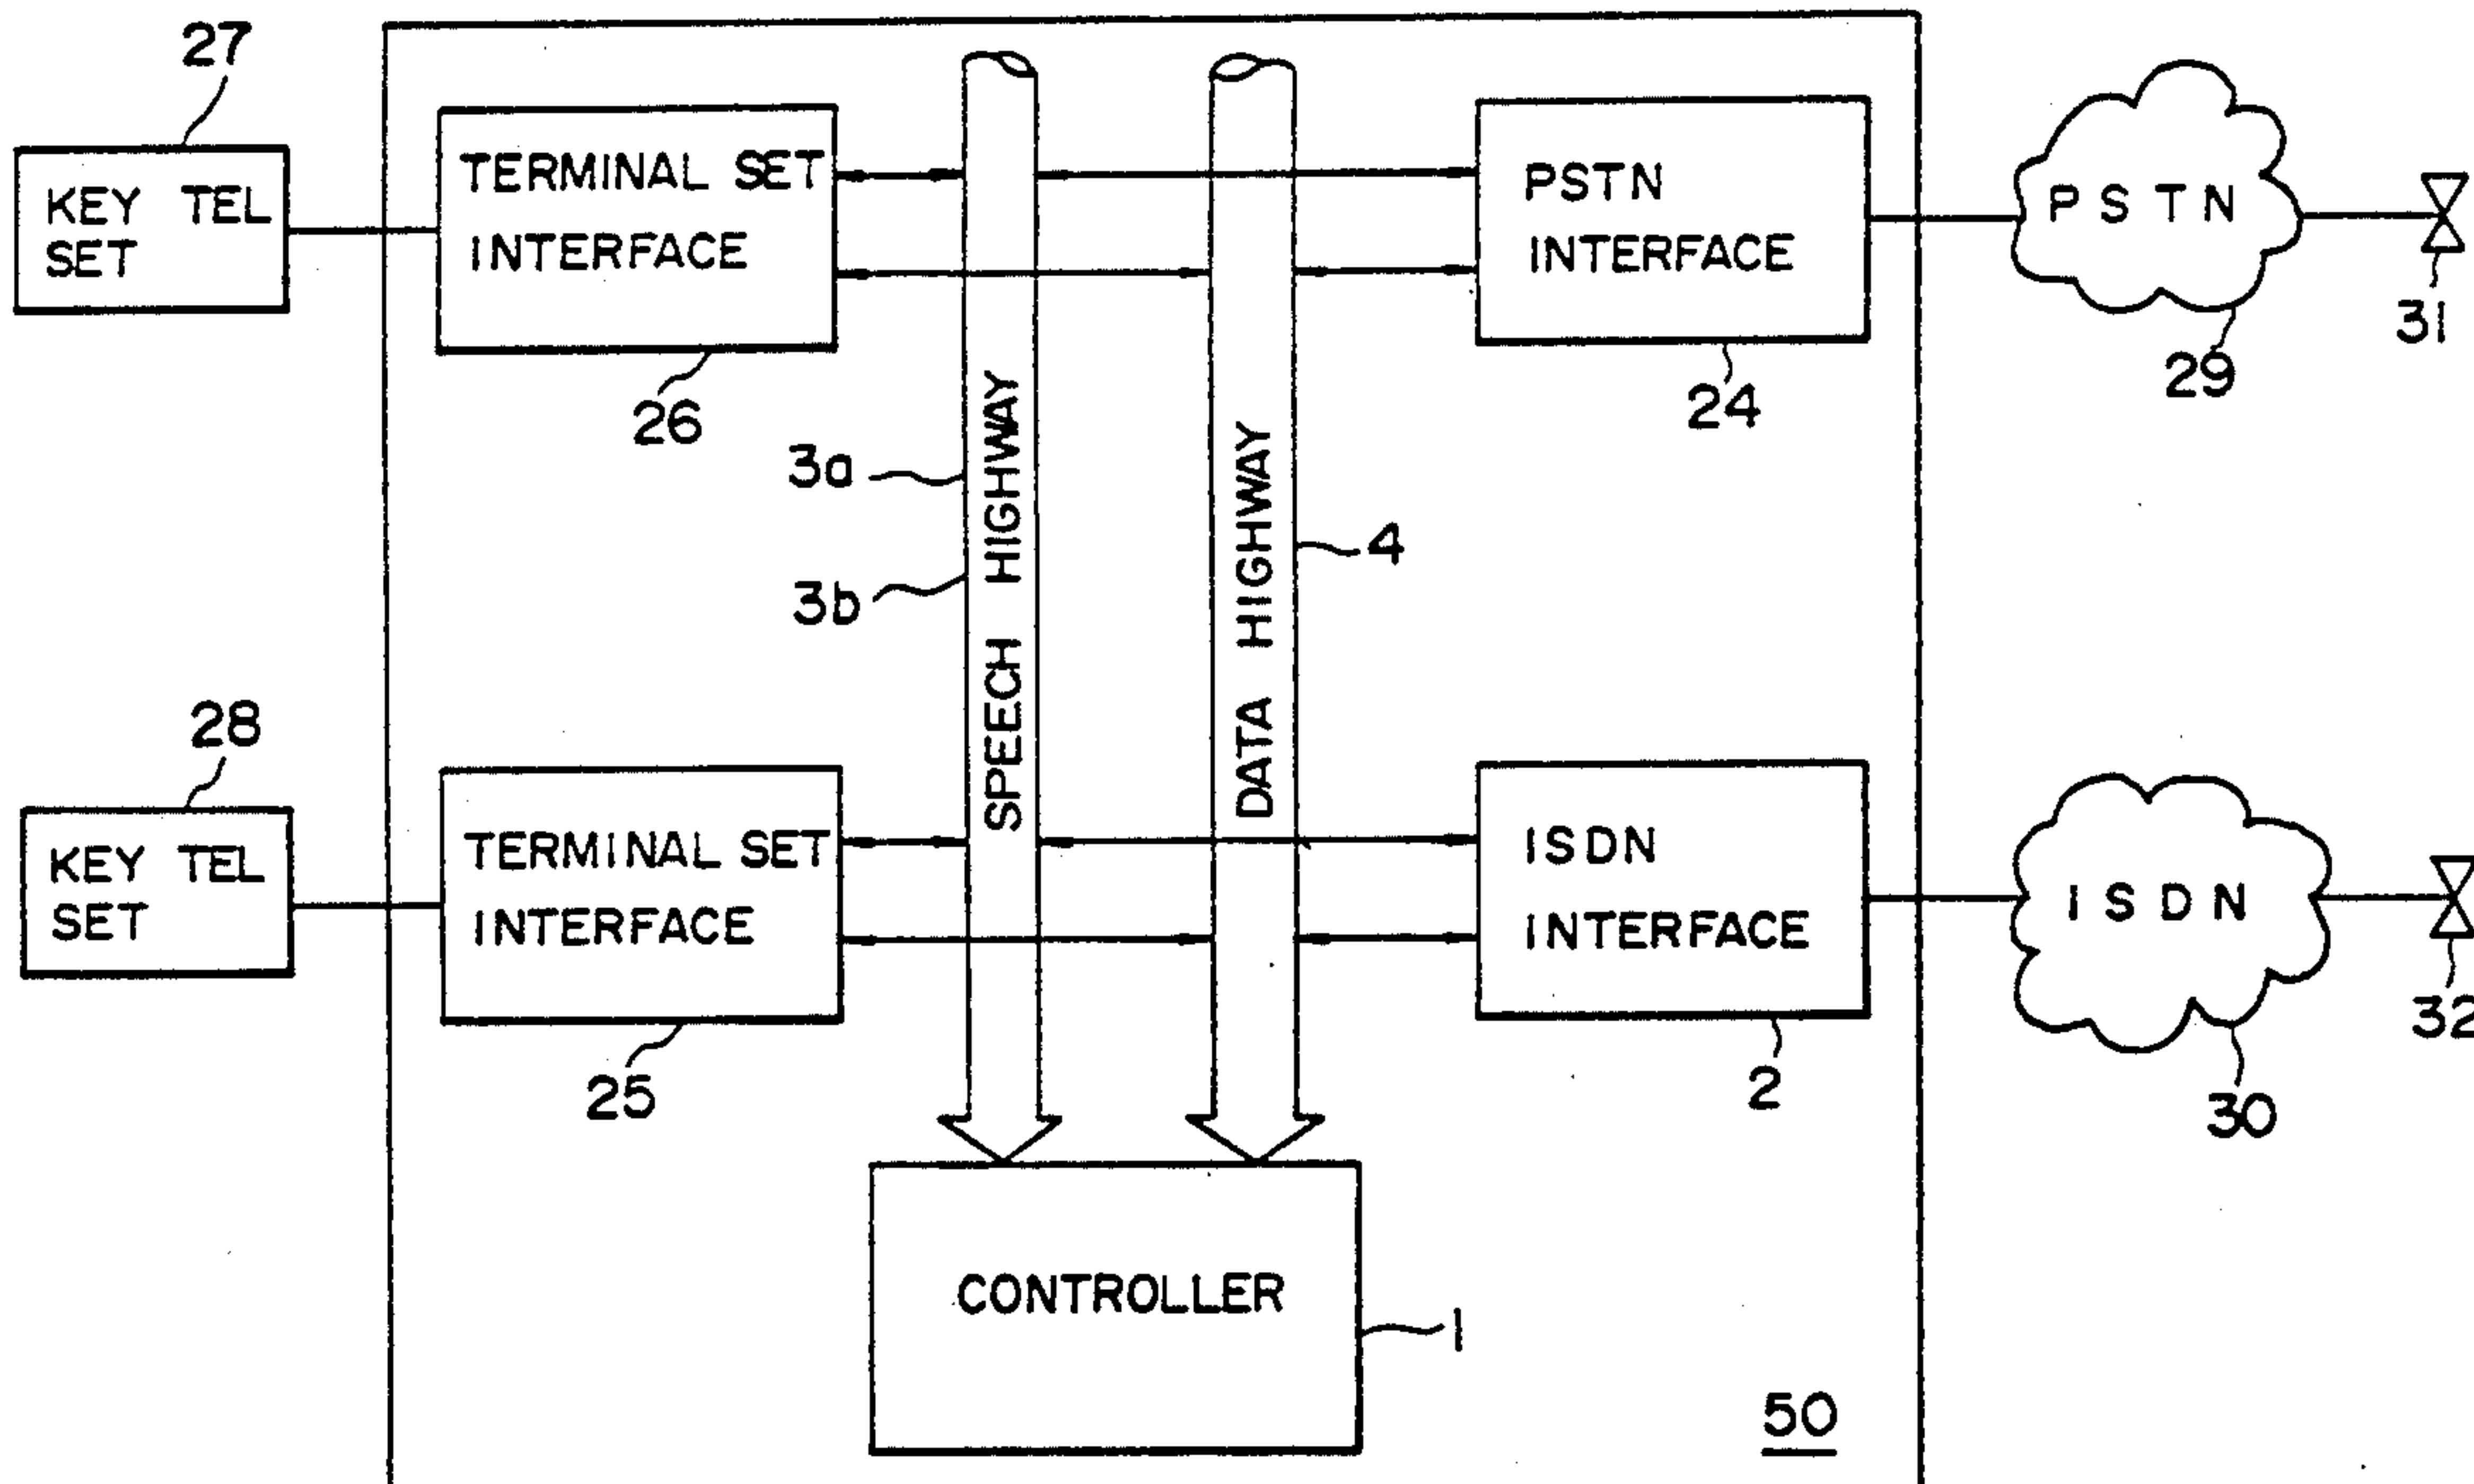 27
KEY TEL
SET
TERMINAL SET
INTERFACE
26
PSTN
INTERFACE
24
PSTN
29
31
3a
3b
SPEECH HIGHWAY
DATA HIGHWAY
4
28
KEY TEL
SET
TERMINAL SET
INTERFACE
25
ISDN
INTERFACE
2
ISDN
30
32
CONTROLLER
1
50